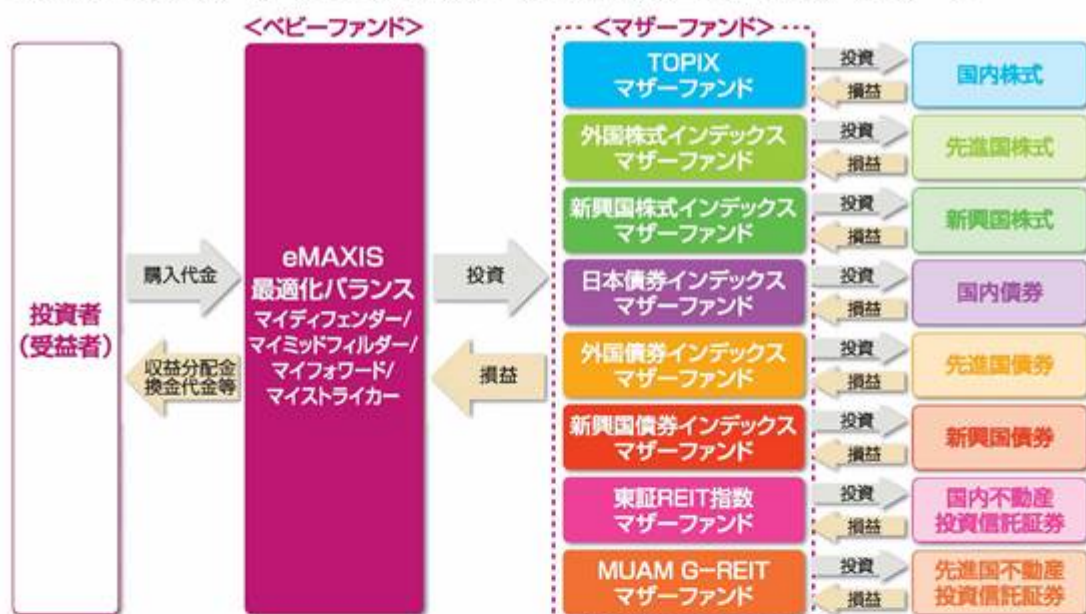 <ベビーファンド>
<マザーファンド>
投資者
(受益者)
購入代金
収益分配金
換金代金等
eMAXIS
最適化バランス
マイディフェンダー/
マイミッドフィルダー/
マイフォワード/
マイストライカー
投資
損益
TOPIX
マザーファンド
投資
損益
国内株式
外国株式インデックス
マザーファンド
投資
損益
先進国株式
新興国株式インデックス
マザーファンド
投資
損益
新興国株式
日本債券インデックス
マザーファンド
投資
損益
国内債券
外国債券インデックス
マザーファンド
投資
損益
先進国債券
新興国債券インデックス
マザーファンド
投資
損益
新興国債券
東証REIT指数
マザーファンド
投資
損益
国内不動産
投資信託証券
MUAM G-REIT
マザーファンド
投資
損益
先進国不動産
投資信託証券